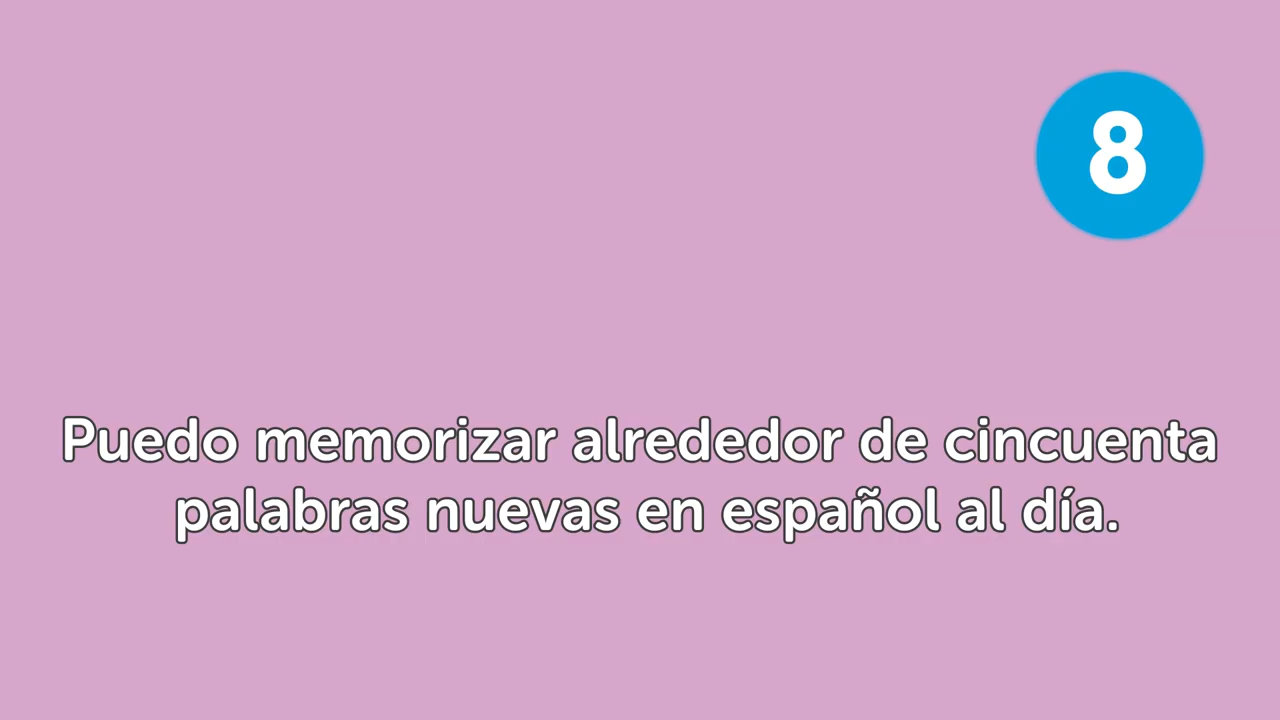 8
Puedo memorizar alrededor de cincuenta
palabras nuevas en español al día.